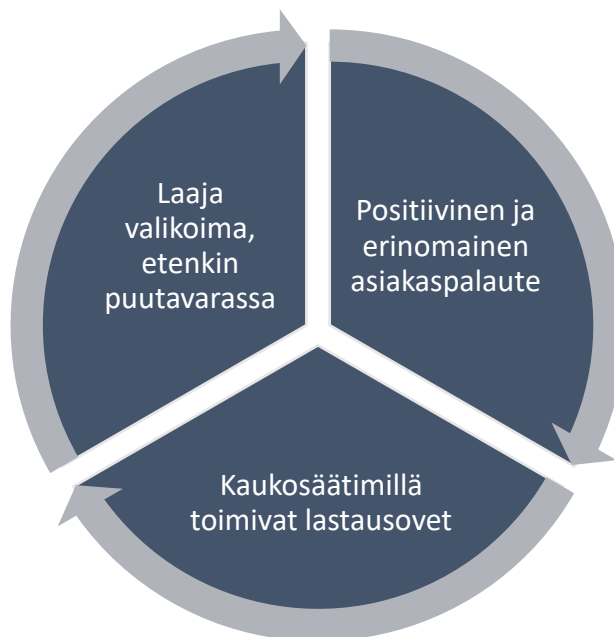 Laaja
valikoima,
etenkin
puutavarassa
Positiivinen ja
erinomainen
asiakaspalaute
Kaukosäätimillä
toimivat lastausovet